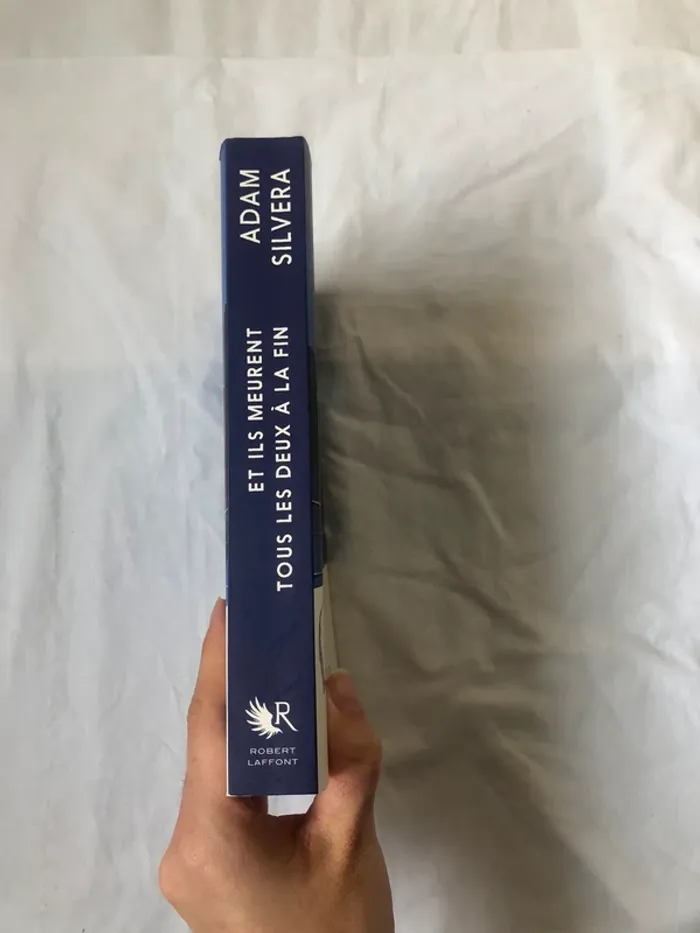 ADAM
SILVERA
ET ILS MEURENT
TOUS LES DEUX À LA FIN
R
ROBERT
LAFFONT